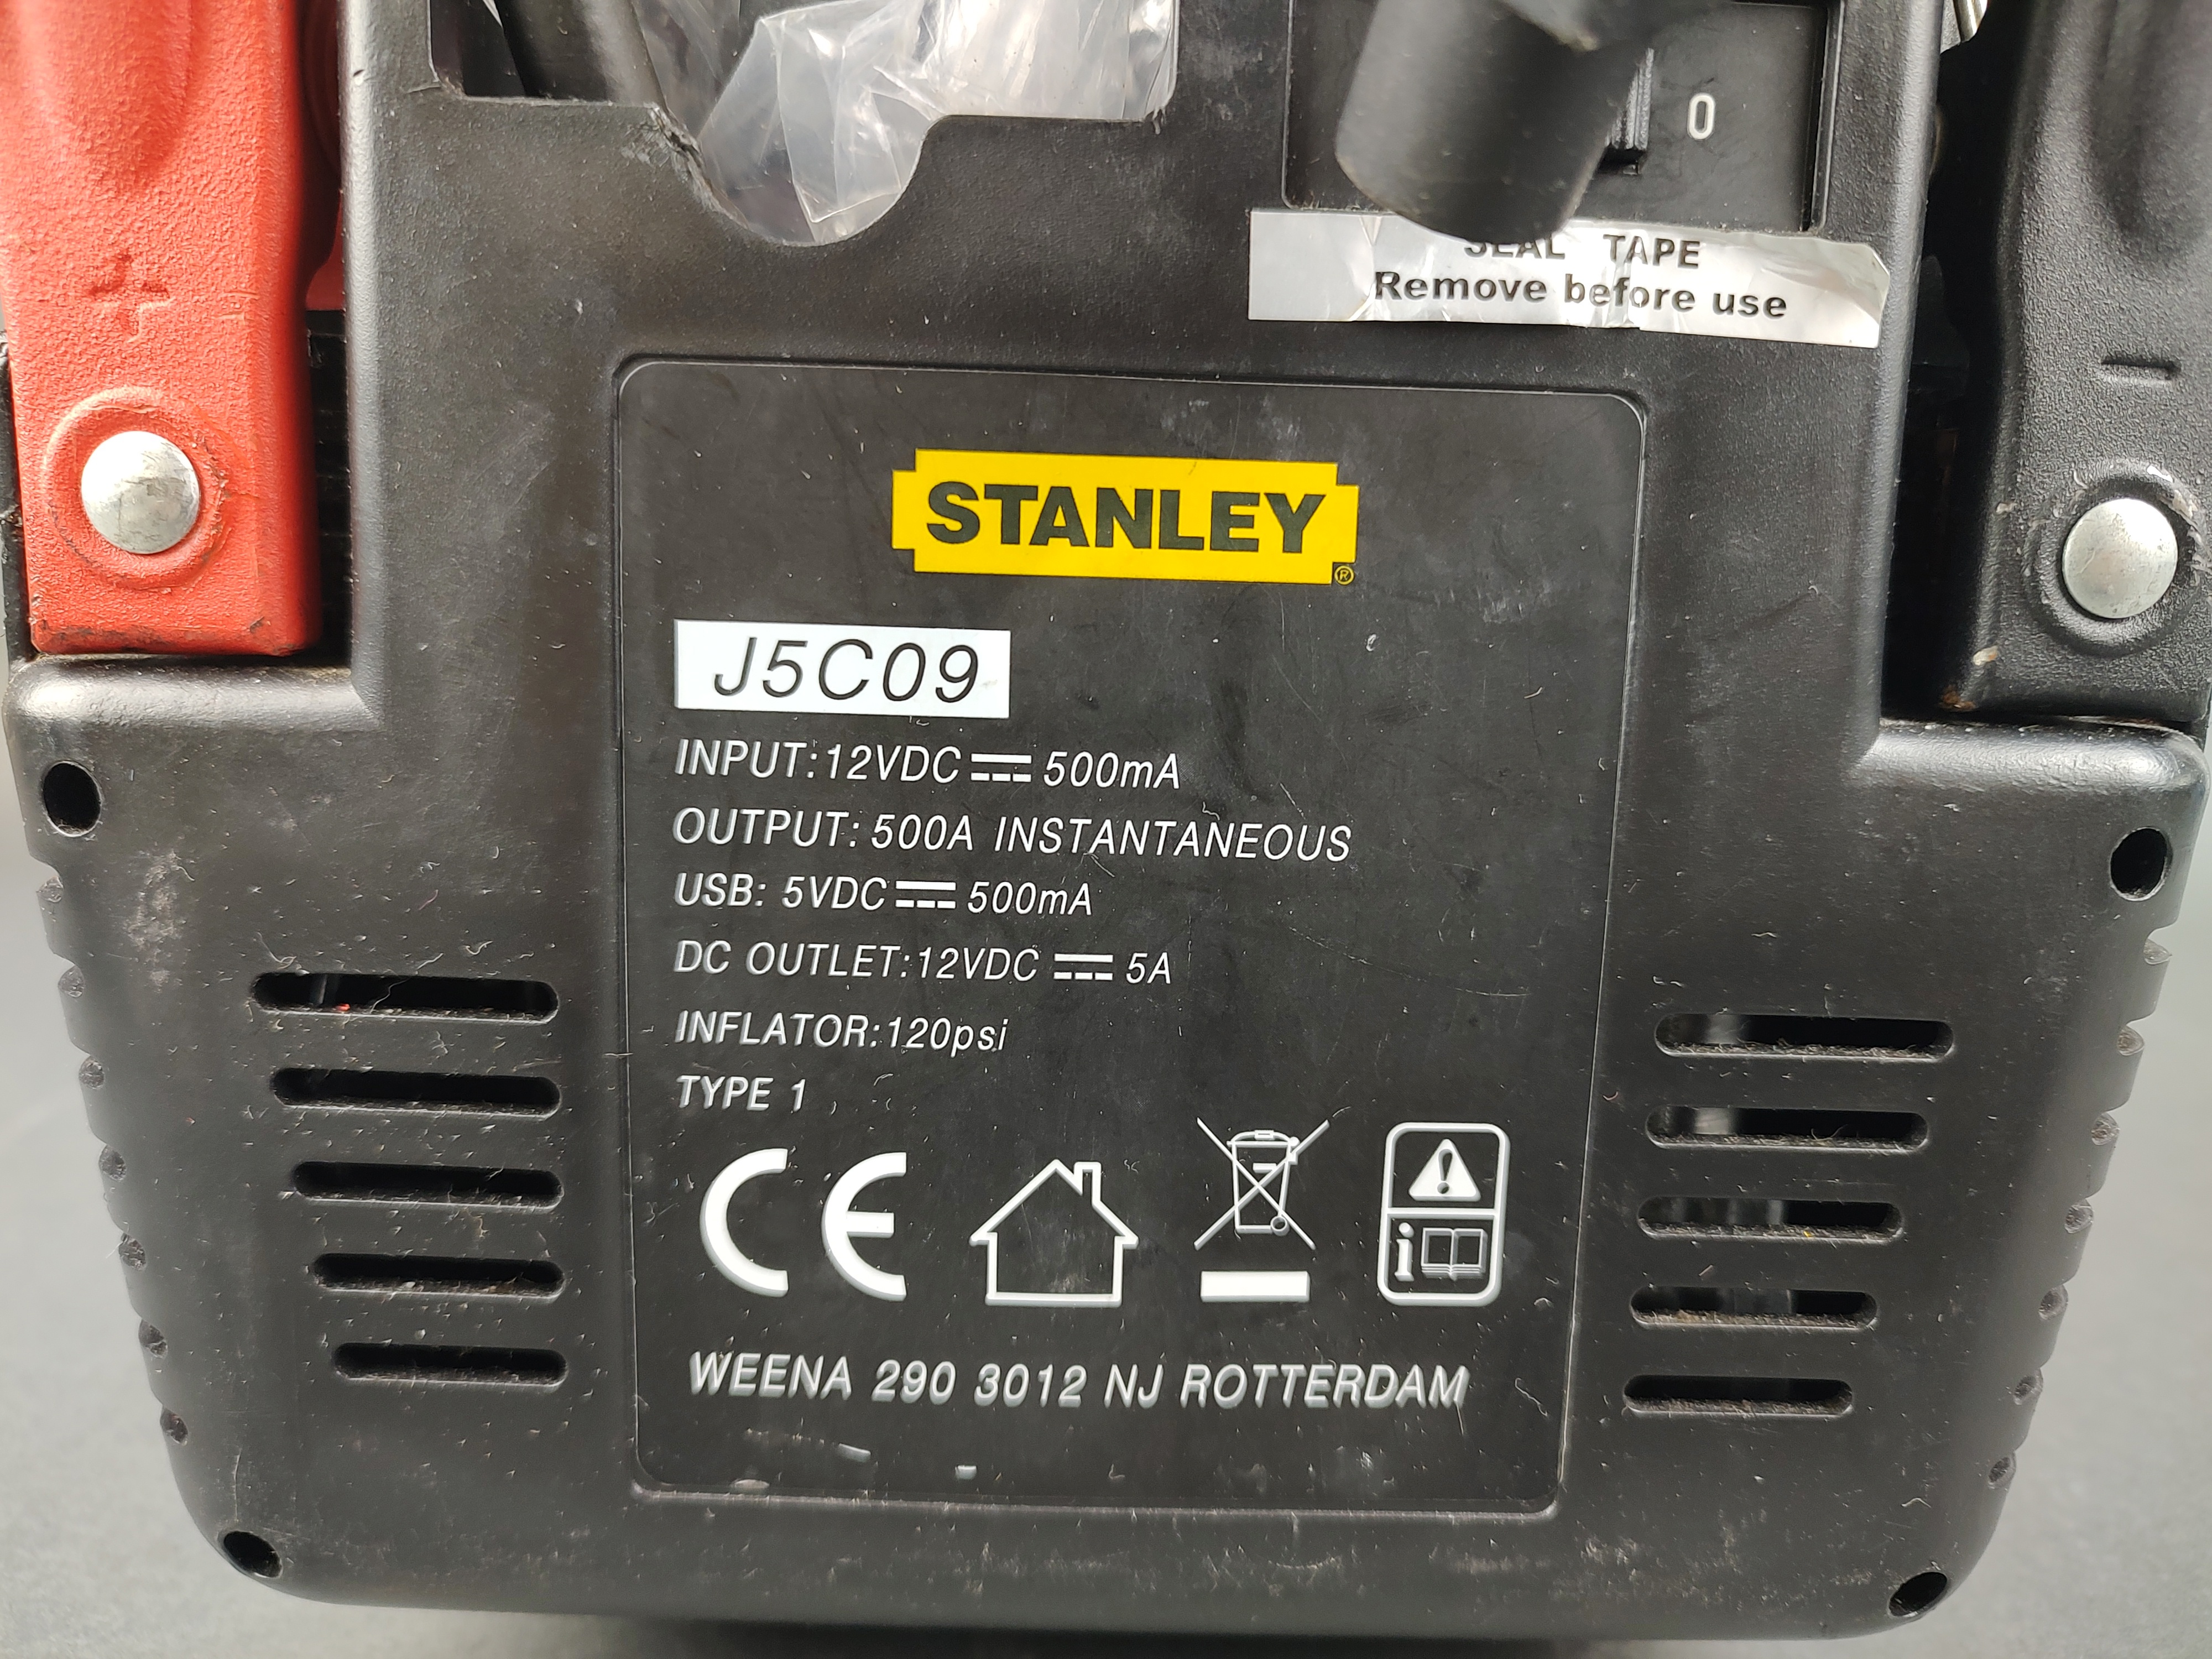 0
SEAL TAPE
Remove before use
+
-
STANLEY®
J5C09
INPUT:12VDC⎓500mA
OUTPUT: 500A INSTANTANEOUS
USB: 5VDC⎓500mA
DC OUTLET:12VDC⎓5A
INFLATOR:120psi
TYPE 1
CE
i
WEENA 290 3012 NJ ROTTERDAM